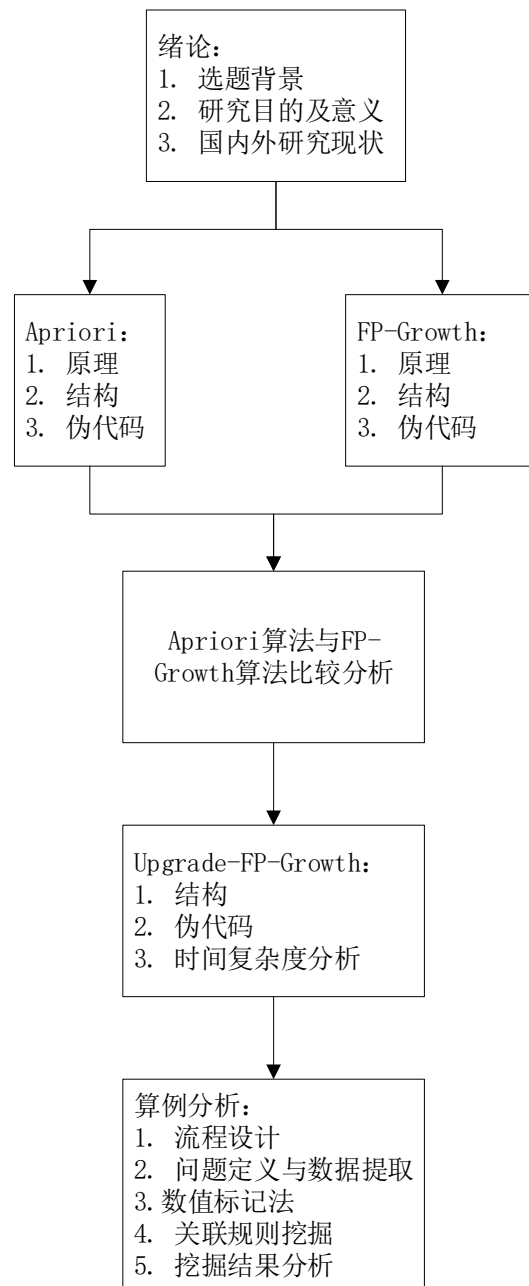 绪论：
1. 选题背景
2. 研究目的及意义
3. 国内外研究现状
Apriori：
1. 原理
2. 结构
3. 伪代码
FP-Growth：
1. 原理
2. 结构
3. 伪代码
Apriori算法与FP-
Growth算法比较分析
Upgrade-FP-Growth：
1. 结构
2. 伪代码
3. 时间复杂度分析
算例分析：
1. 流程设计
2. 问题定义与数据提取
3.数值标记法
4. 关联规则挖掘
5. 挖掘结果分析